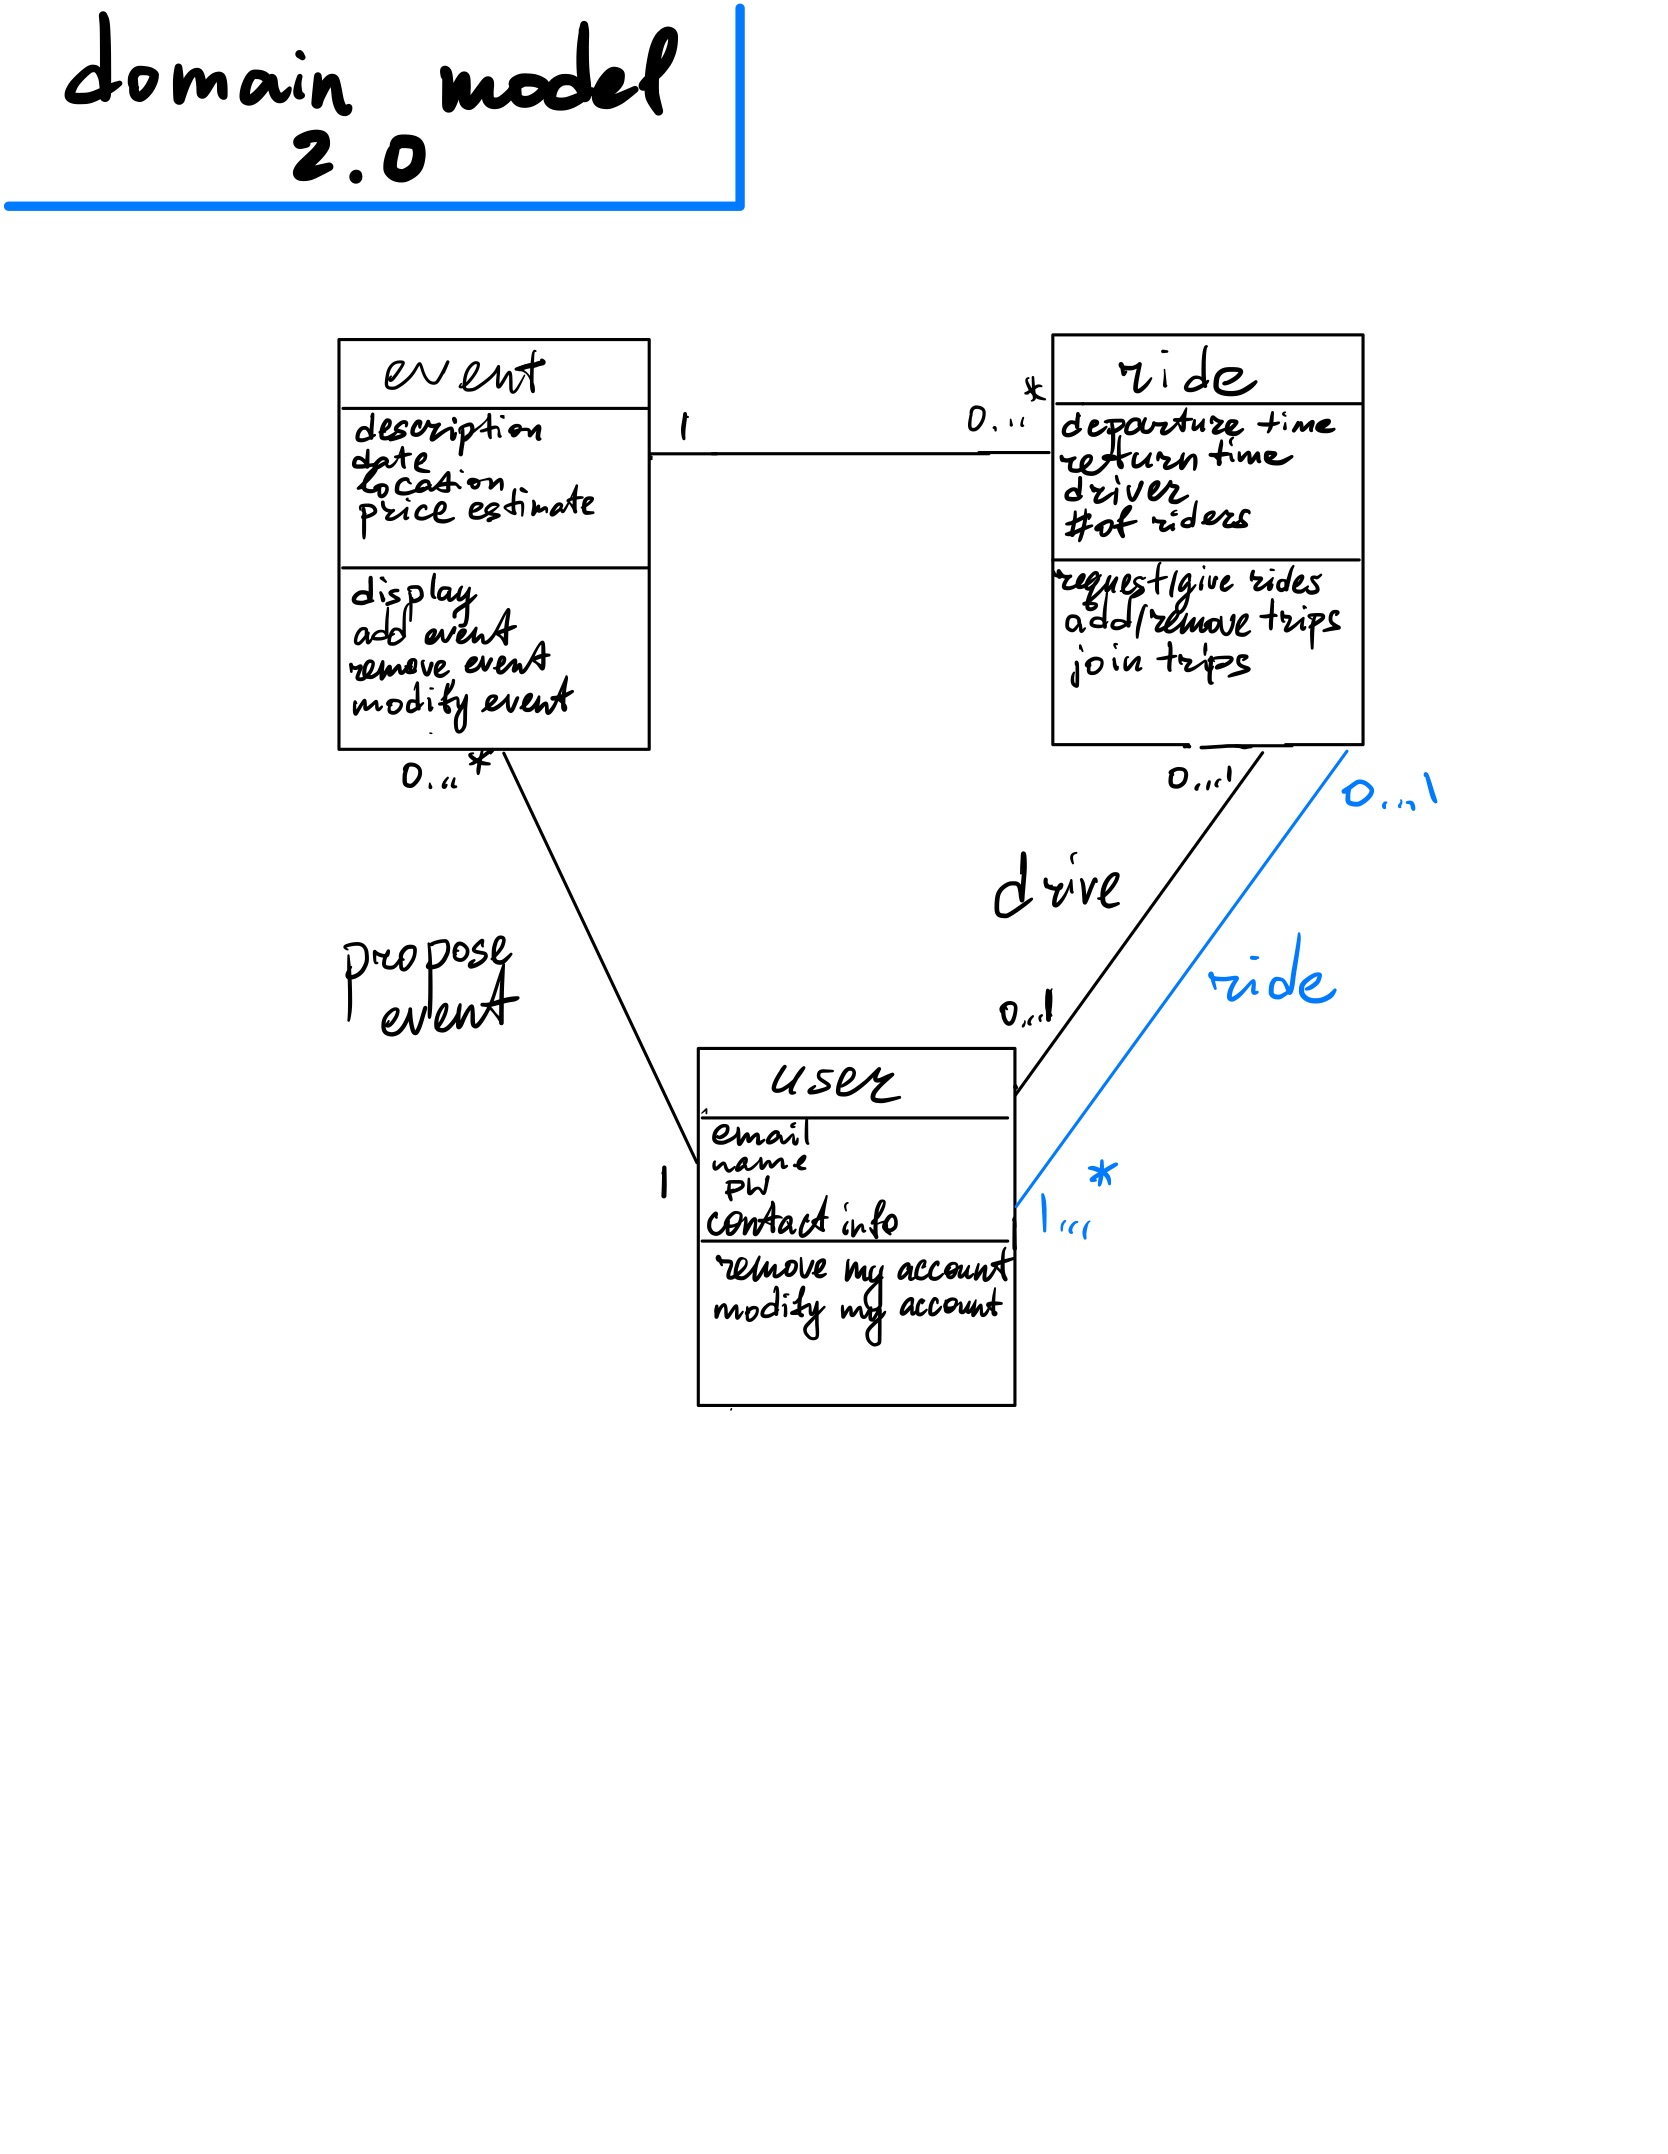 domain model
2.0
event
description
date
location
price estimate
display
add event
remove event
modify event
1
0...*
ride
departure time
return time
driver
# of riders
request/give rides
add/remove trips
join trips
0...*
propose
event
1
0...1
drive
0...1
0...1
ride
1...*
user
email
name
pw
contact info
remove my account
modify my account